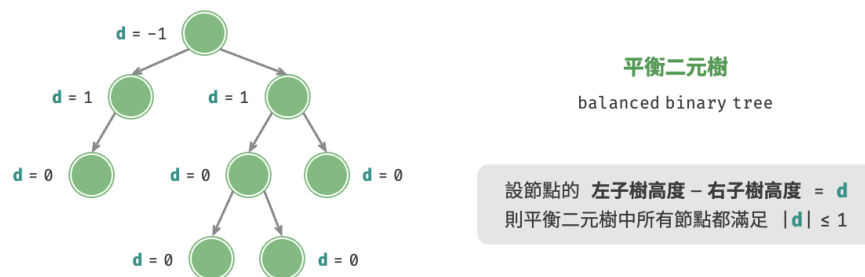 d = -1
d = 1
d = 1
d = 0
d = 0
d = 0
d = 0
d = 0
平衡二元樹
balanced binary tree
設節點的 左子樹高度 – 右子樹高度 = d
則平衡二元樹中所有節點都滿足 |d| ≤ 1